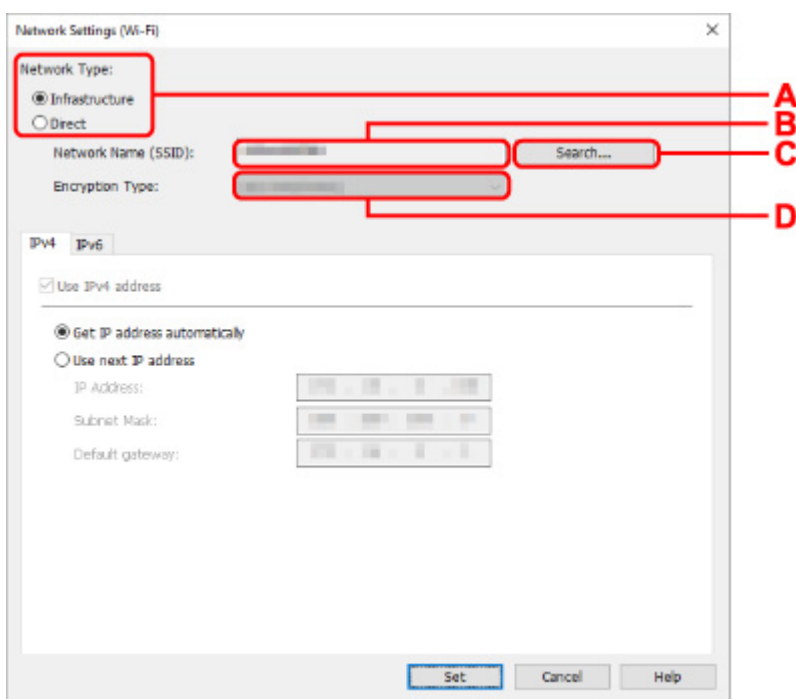 Network Settings (Wi-Fi)
Network Type:
Infrastructure
A
Direct
B
Network Name (SSID):
Search...
C
Encryption Type:
D
IPv4 IPv6
Use IPv4 address
Get IP address automatically
Use next IP address
IP Address:
Subnet Mask:
Default gateway:
Set Cancel Help